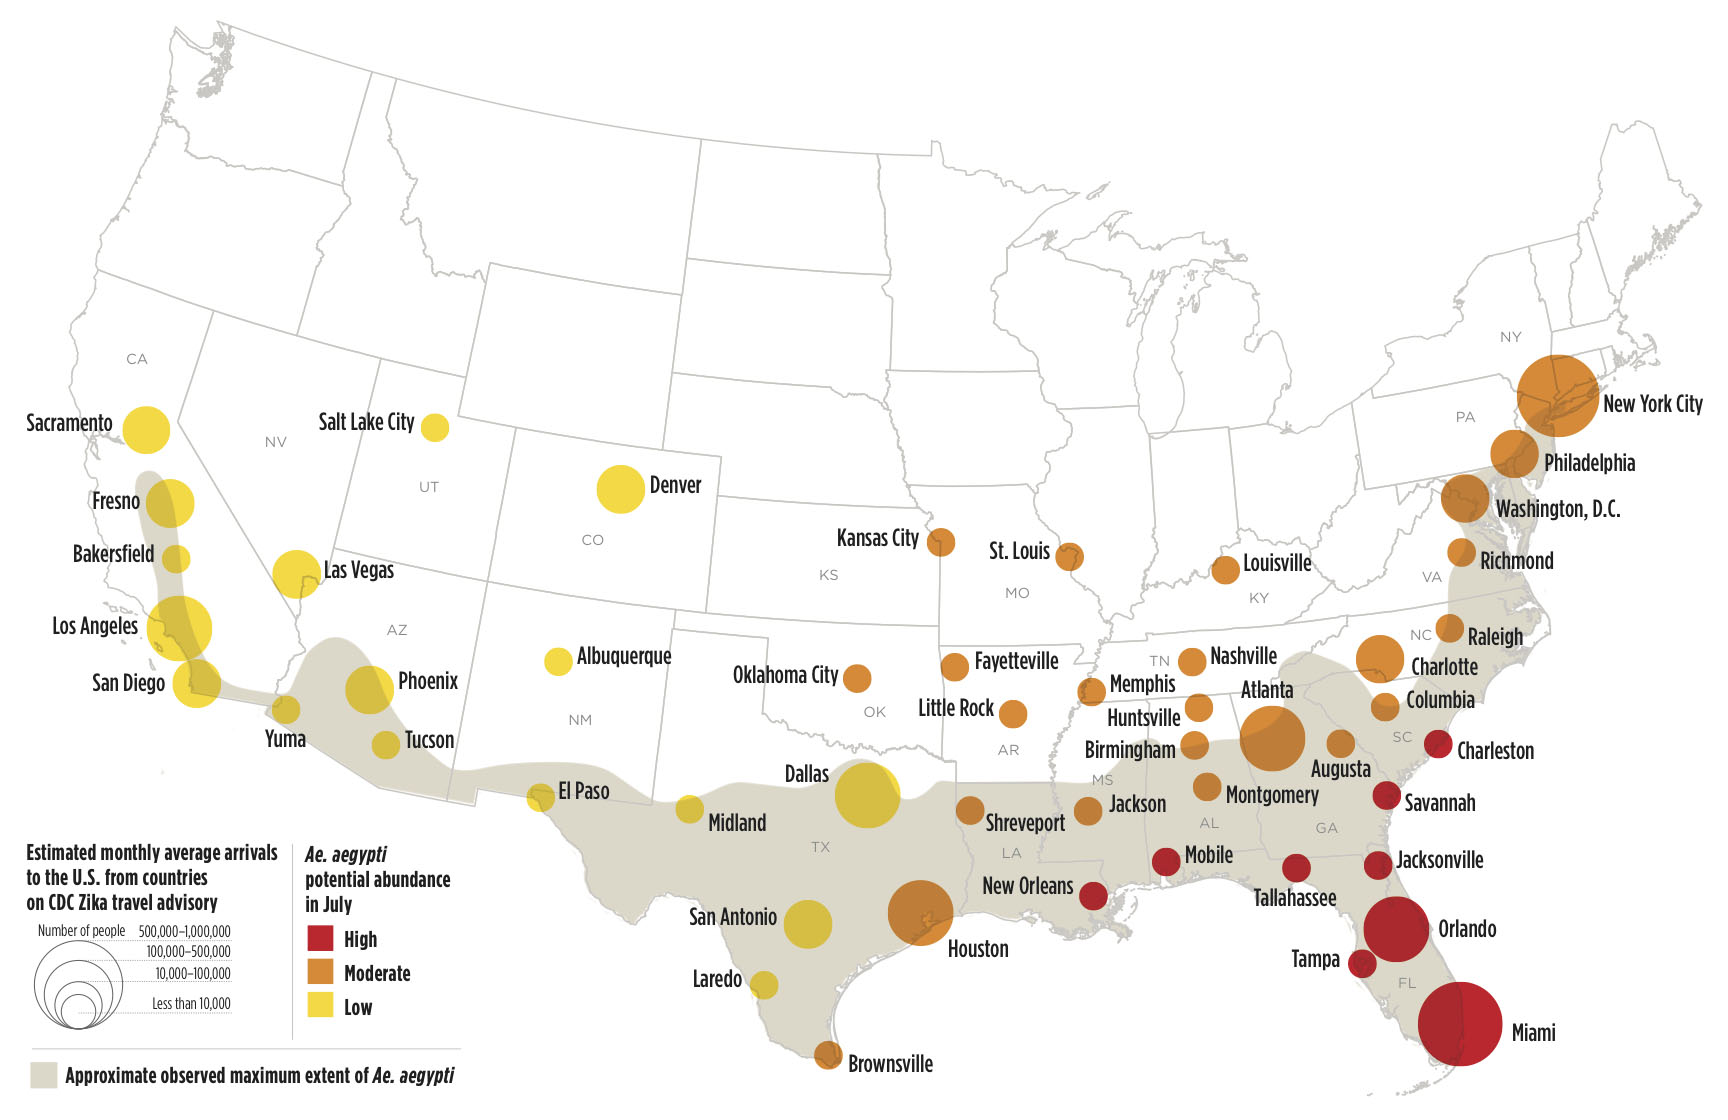 NY
CA
New York City
Sacramento
Salt Lake City
PA
NV
Philadelphia
UT
Denver
Fresno
Washington, D.C.
Kansas City
CO
St. Louis
Bakersfield
Louisville
Richmond
Las Vegas
KS
VA
MO
KY
Los Angeles
AZ
NC
Raleigh
Albuquerque
Nashville
TN
Fayetteville
Charlotte
Oklahoma City
San Diego
Phoenix
Memphis
Atlanta
Columbia
Little Rock
OK
Huntsville
NM
Yuma
Tucson
SC
AR
Birmingham
Charleston
Augusta
Dallas
MS
El Paso
Montgomery
Jackson
Savannah
Midland
Shreveport
AL
GA
TX
LA
Mobile
Jacksonville
New Orleans
Tallahassee
San Antonio
Orlando
Houston
Tampa
Laredo
FL
Miami
Brownsville
Estimated monthly average arrivals
to the U.S. from countries
on CDC Zika travel advisory
Number of people
500,000–1,000,000
100,000–500,000
10,000–100,000
Less than 10,000
Ae. aegypti
potential abundance
in July
High
Moderate
Low
Approximate observed maximum extent of Ae. aegypti